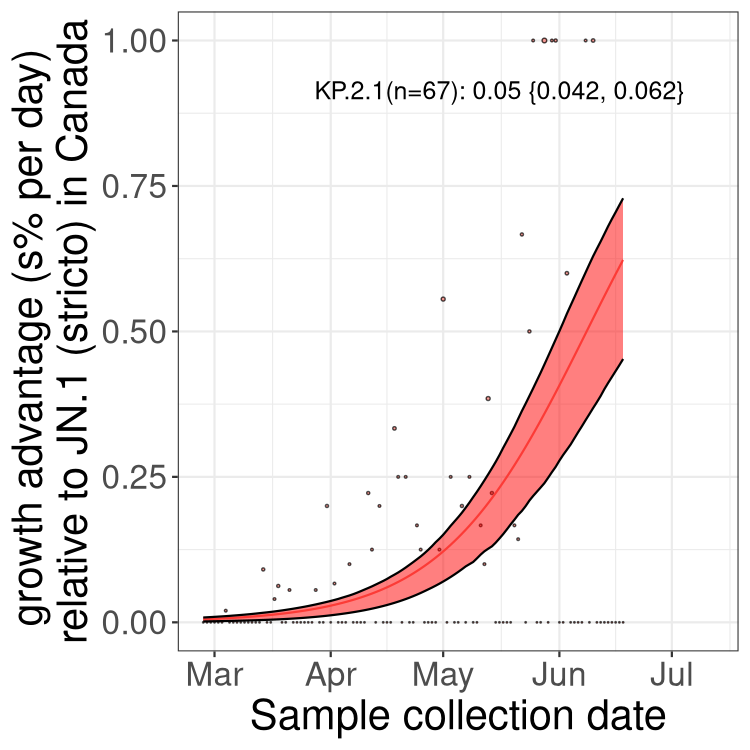 growth advantage (s% per day)
relative to JN.1 (stricto) in Canada
1.00
0.75
0.50
0.25
0.00
KP.2.1(n=67): 0.05 {0.042, 0.062}
Mar Apr May Jun Jul
Sample collection date